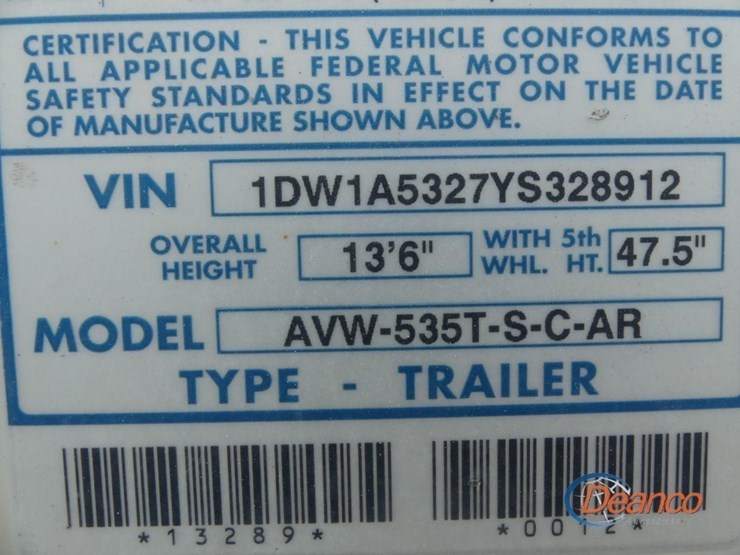 CERTIFICATION - THIS VEHICLE CONFORMS TO
ALL APPLICABLE FEDERAL MOTOR VEHICLE
SAFETY STANDARDS IN EFFECT ON THE DATE
OF MANUFACTURE SHOWN ABOVE.
VIN 1DW1A5327YS328912
OVERALL HEIGHT 13'6" WITH 5th WHL. HT. 47.5"
MODEL AVW-535T-S-C-AR
TYPE - TRAILER
*13289* *0012*
Deanco